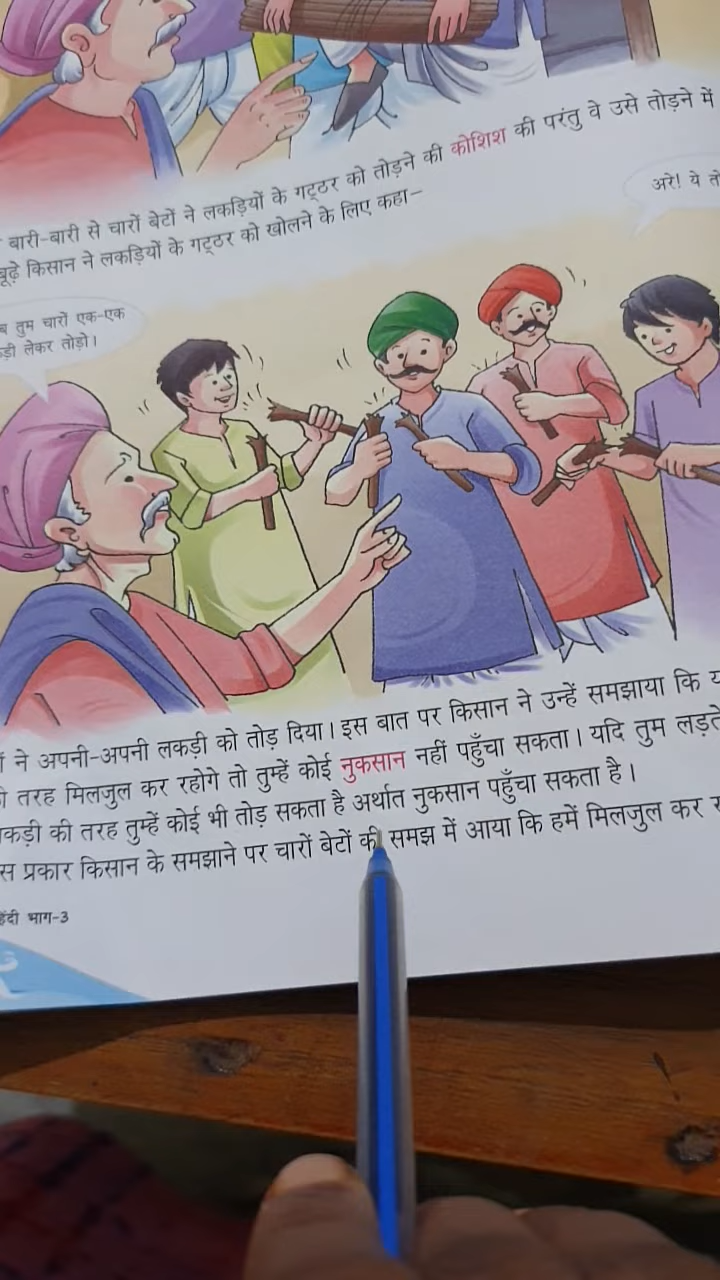 बारी-बारी से चारों बेटों ने लकड़ियों के गट्ठर को तोड़ने की कोशिश की परंतु वे उसे तोड़ने में
बूढ़े किसान ने लकड़ियों के गट्ठर को खोलने के लिए कहा–
अरे! ये तो
तुम चारों एक-एक
लेकर तोड़ो।
ने अपनी-अपनी लकड़ी को तोड़ दिया। इस बात पर किसान ने उन्हें समझाया कि
तरह मिलजुल कर रहोगे तो तुम्हें कोई नुकसान नहीं पहुँचा सकता। यदि तुम लड़ते
की तरह तुम्हें कोई भी तोड़ सकता है अर्थात नुकसान पहुँचा सकता है।
प्रकार किसान के समझाने पर चारों बेटों की समझ में आया कि हमें मिलजुल कर
हिंदी भाग-3